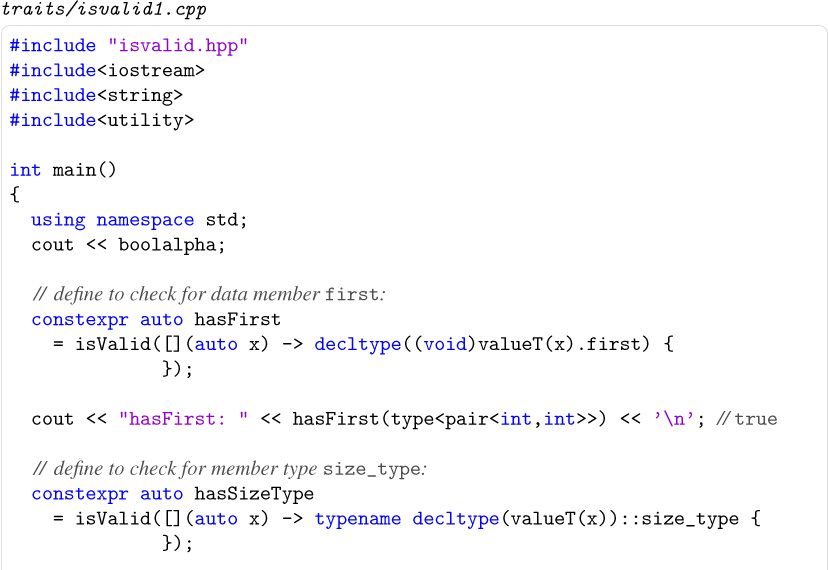 traits/isvalid1.cpp
#include "isvalid.hpp"
#include<iostream>
#include<string>
#include<utility>

int main()
{
  using namespace std;
  cout << boolalpha;

  // define to check for data member first:
  constexpr auto hasFirst
    = isValid([](auto x) -> decltype((void)valueT(x).first) {
              });

  cout << "hasFirst: " << hasFirst(type<pair<int,int>>) << '\n'; // true

  // define to check for member type size_type:
  constexpr auto hasSizeType
    = isValid([](auto x) -> typename decltype(valueT(x))::size_type {
              });